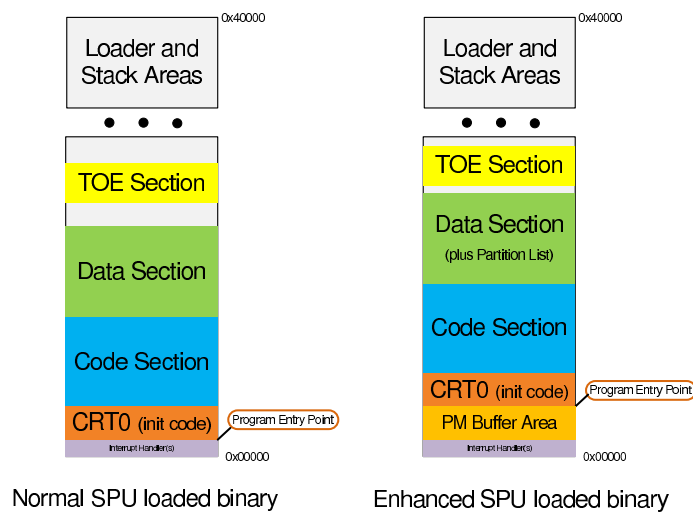 0x40000
Loader and
Stack Areas
TOE Section
Data Section
Code Section
CRT0 (init code)
Program Entry Point
Interrupt Handler(s)
0x00000
Normal SPU loaded binary
0x40000
Loader and
Stack Areas
TOE Section
Data Section
(plus Partition List)
Code Section
Program Entry Point
CRT0 (init code)
PM Buffer Area
Interrupt Handler(s)
0x00000
Enhanced SPU loaded binary